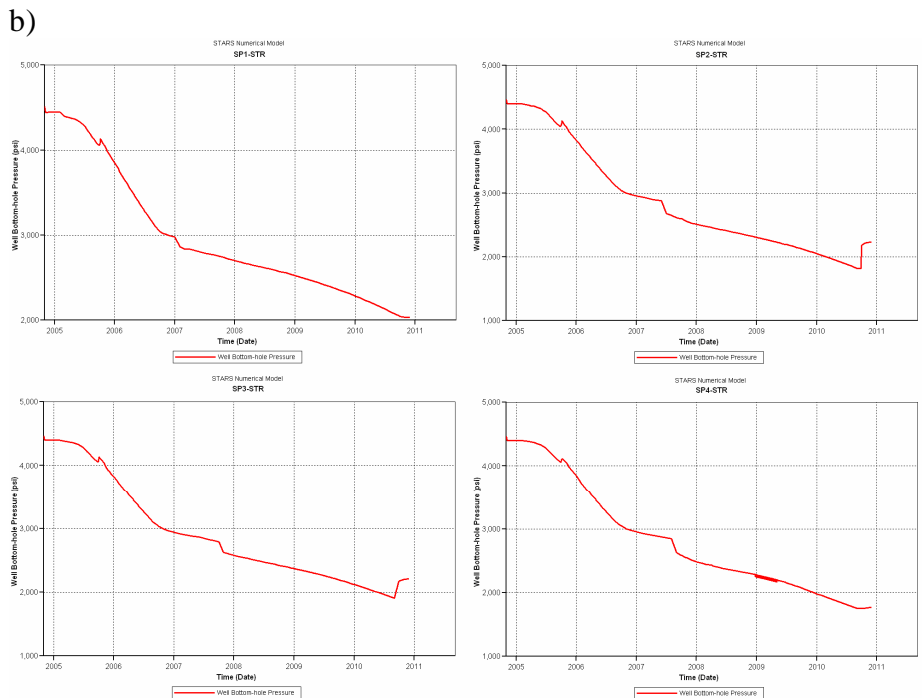 b)
STARS Numerical Model
SP1-STR
Well Bottom-hole Pressure (psi)
5,000
4,000
3,000
2,000
2005 2006 2007 2008 2009 2010 2011
Time (Date)
Well Bottom-hole Pressure
STARS Numerical Model
SP2-STR
Well Bottom-hole Pressure (psi)
5,000
4,000
3,000
2,000
1,000
2005 2006 2007 2008 2009 2010 2011
Time (Date)
Well Bottom-hole Pressure
STARS Numerical Model
SP3-STR
Well Bottom-hole Pressure (psi)
5,000
4,000
3,000
2,000
1,000
2005 2006 2007 2008 2009 2010 2011
Time (Date)
Well Bottom-hole Pressure
STARS Numerical Model
SP4-STR
Well Bottom-hole Pressure (psi)
5,000
4,000
3,000
2,000
1,000
2005 2006 2007 2008 2009 2010 2011
Time (Date)
Well Bottom-hole Pressure